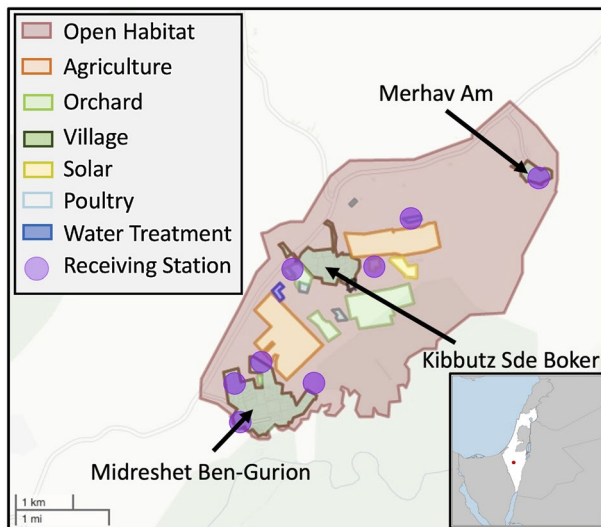 Open Habitat
Agriculture
Orchard
Village
Solar
Poultry
Water Treatment
Receiving Station
Merhav Am
Kibbutz Sde Boker
Midreshet Ben-Gurion
1 km
1 mi